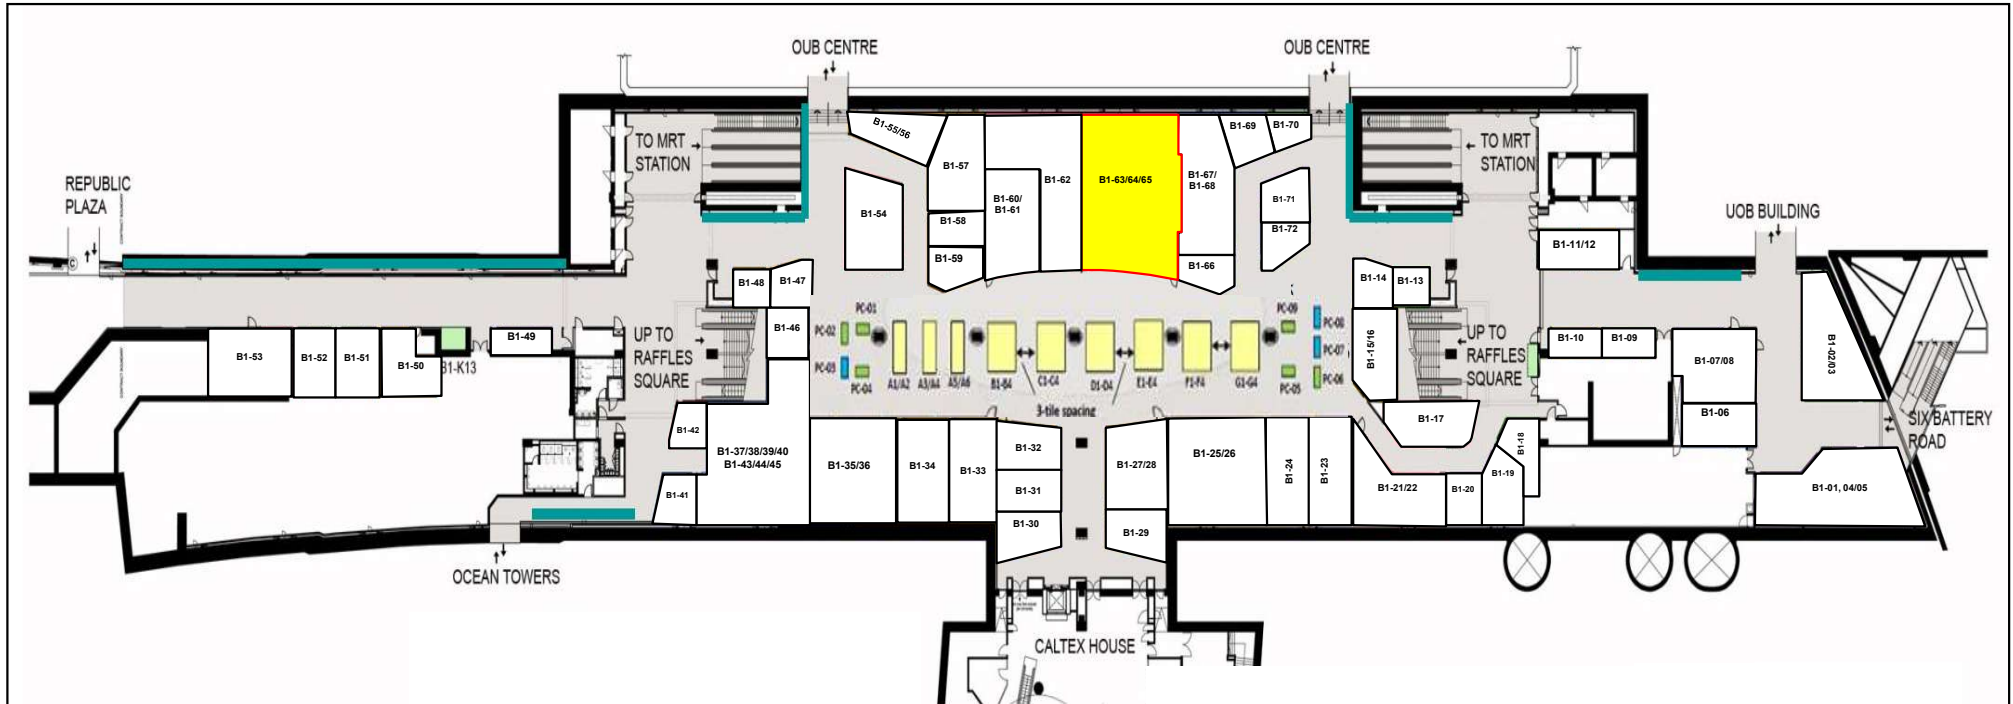 OUB CENTRE
OUB CENTRE
TO MRT
STATION
TO MRT
STATION
REPUBLIC
PLAZA
UOB BUILDING
B1-55/56
B1-57
B1-62
B1-63/64/65
B1-67/
B1-68
B1-69
B1-70
B1-54
B1-60/
B1-61
B1-58
B1-59
B1-66
B1-71
B1-72
B1-11/12
C
B1-48
B1-47
B1-46
B1-14
B1-13
B1-15/16
UP TO
RAFFLES
SQUARE
UP TO
RAFFLES
SQUARE
PC-01
PC-02
PC-03
PC-04
PC-09
PC-08
PC-07
PC-06
PC-05
A1/A2
A3/A4
A5/A6
B1-B4
C1-C4
D1-D4
E1-E4
F1-F4
G1-G4
3-tile spacing
B1-53
B1-52
B1-51
B1-50
B1-K13
B1-49
B1-10
B1-09
B1-07/08
B1-06
B1-02/03
SIX BATTERY
ROAD
B1-42
B1-41
B1-37/38/39/40
B1-43/44/45
B1-35/36
B1-34
B1-33
B1-32
B1-31
B1-30
B1-27/28
B1-29
B1-25/26
B1-24
B1-23
B1-21/22
B1-17
B1-20
B1-19
B1-18
B1-01, 04/05
OCEAN TOWERS
CALTEX HOUSE